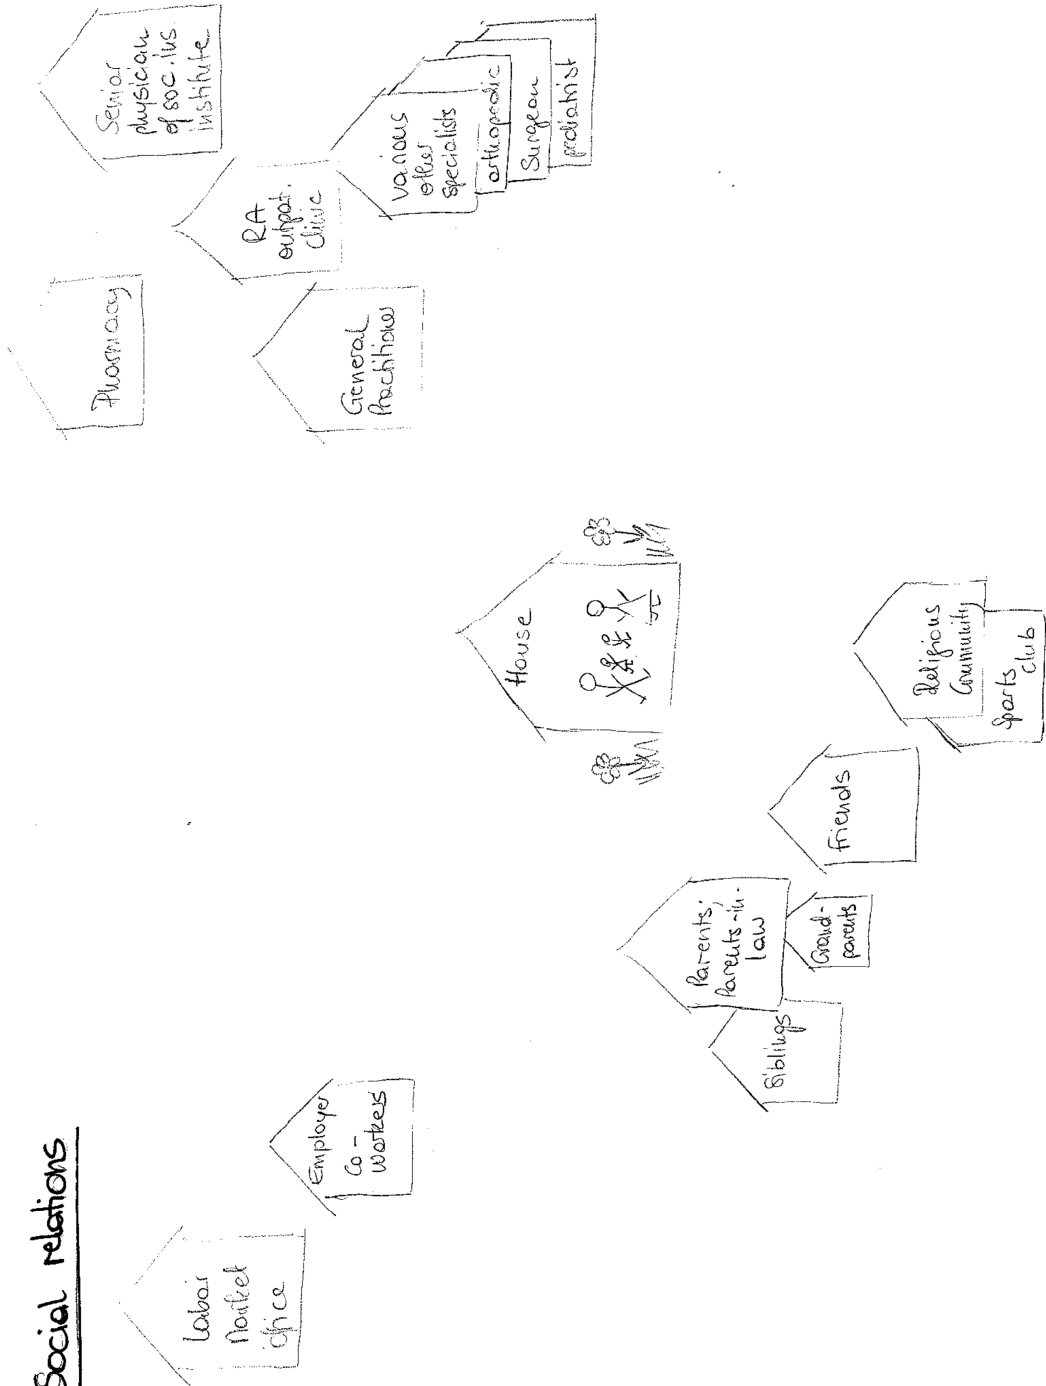 Social relations
Labor
Market
Office
Employer
Co-
workers
Pharmacy
Senior
physician
of soc. ins.
institute
RA
outpat.
clinic
General
Practitioner
various
other
specialists
orthopedic
Surgeon
pediatrist
House
Siblings
Parents;
Parents-in-
law
Grand-
parents
Friends
Religious
Community
Sports
club